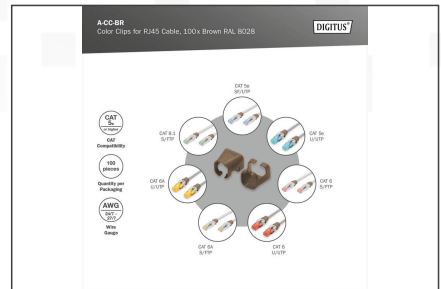 A-CC-BR
Color Clips for RJ45 Cable, 100x Brown RAL 8028
DIGITUS®
CAT 5e
SF/UTP
CAT 8.1
S/FTP
CAT 5e
U/UTP
CAT
5e
or higher
CAT
Compatibility
100
pieces
Quantity per
Packaging
CAT 6A
U/UTP
CAT 6
S/FTP
AWG
Wire
Gauge
CAT 6A
S/FTP
CAT 6
U/UTP